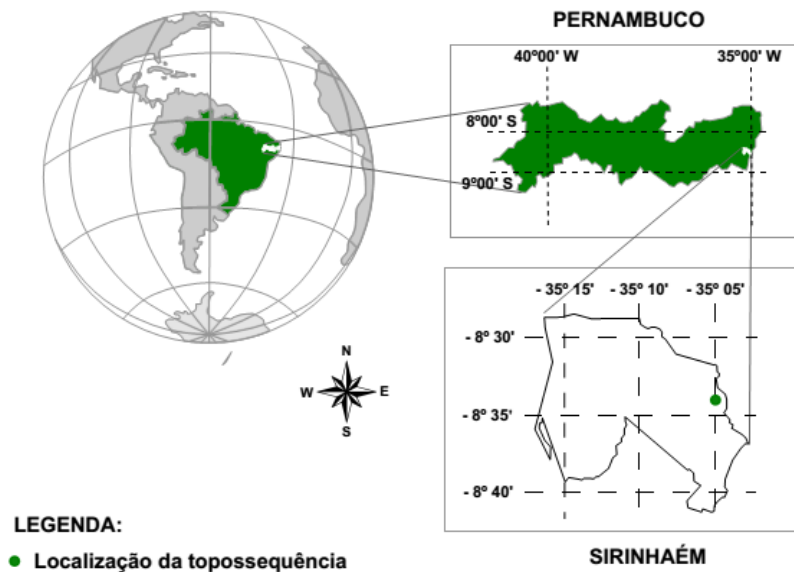 PERNAMBUCO
40º00' W 35º00' W
8º00' S
9º00' S
- 35º 15' - 35º 10' - 35º 05'
- 8º 30'
- 8º 35'
- 8º 40'
N
W E
S
LEGENDA:
Localização da topossequência
SIRINHAÉM